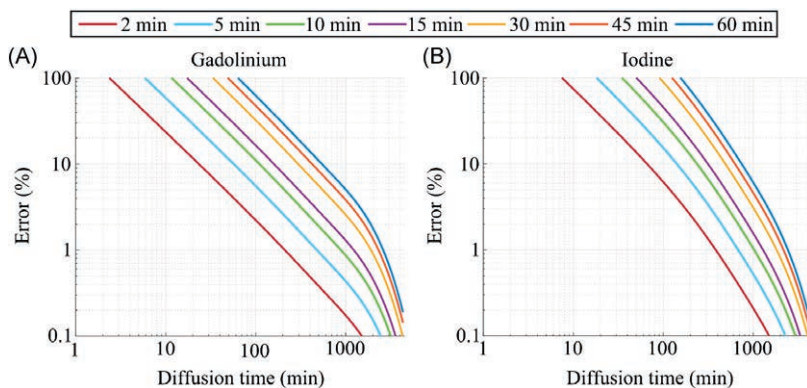 2 min 5 min 10 min 15 min 30 min 45 min 60 min
(A) Gadolinium
100
10
1
0.1
Error (%)
1 10 100 1000
Diffusion time (min)
(B) Iodine
100
10
1
0.1
Error (%)
1 10 100 1000
Diffusion time (min)